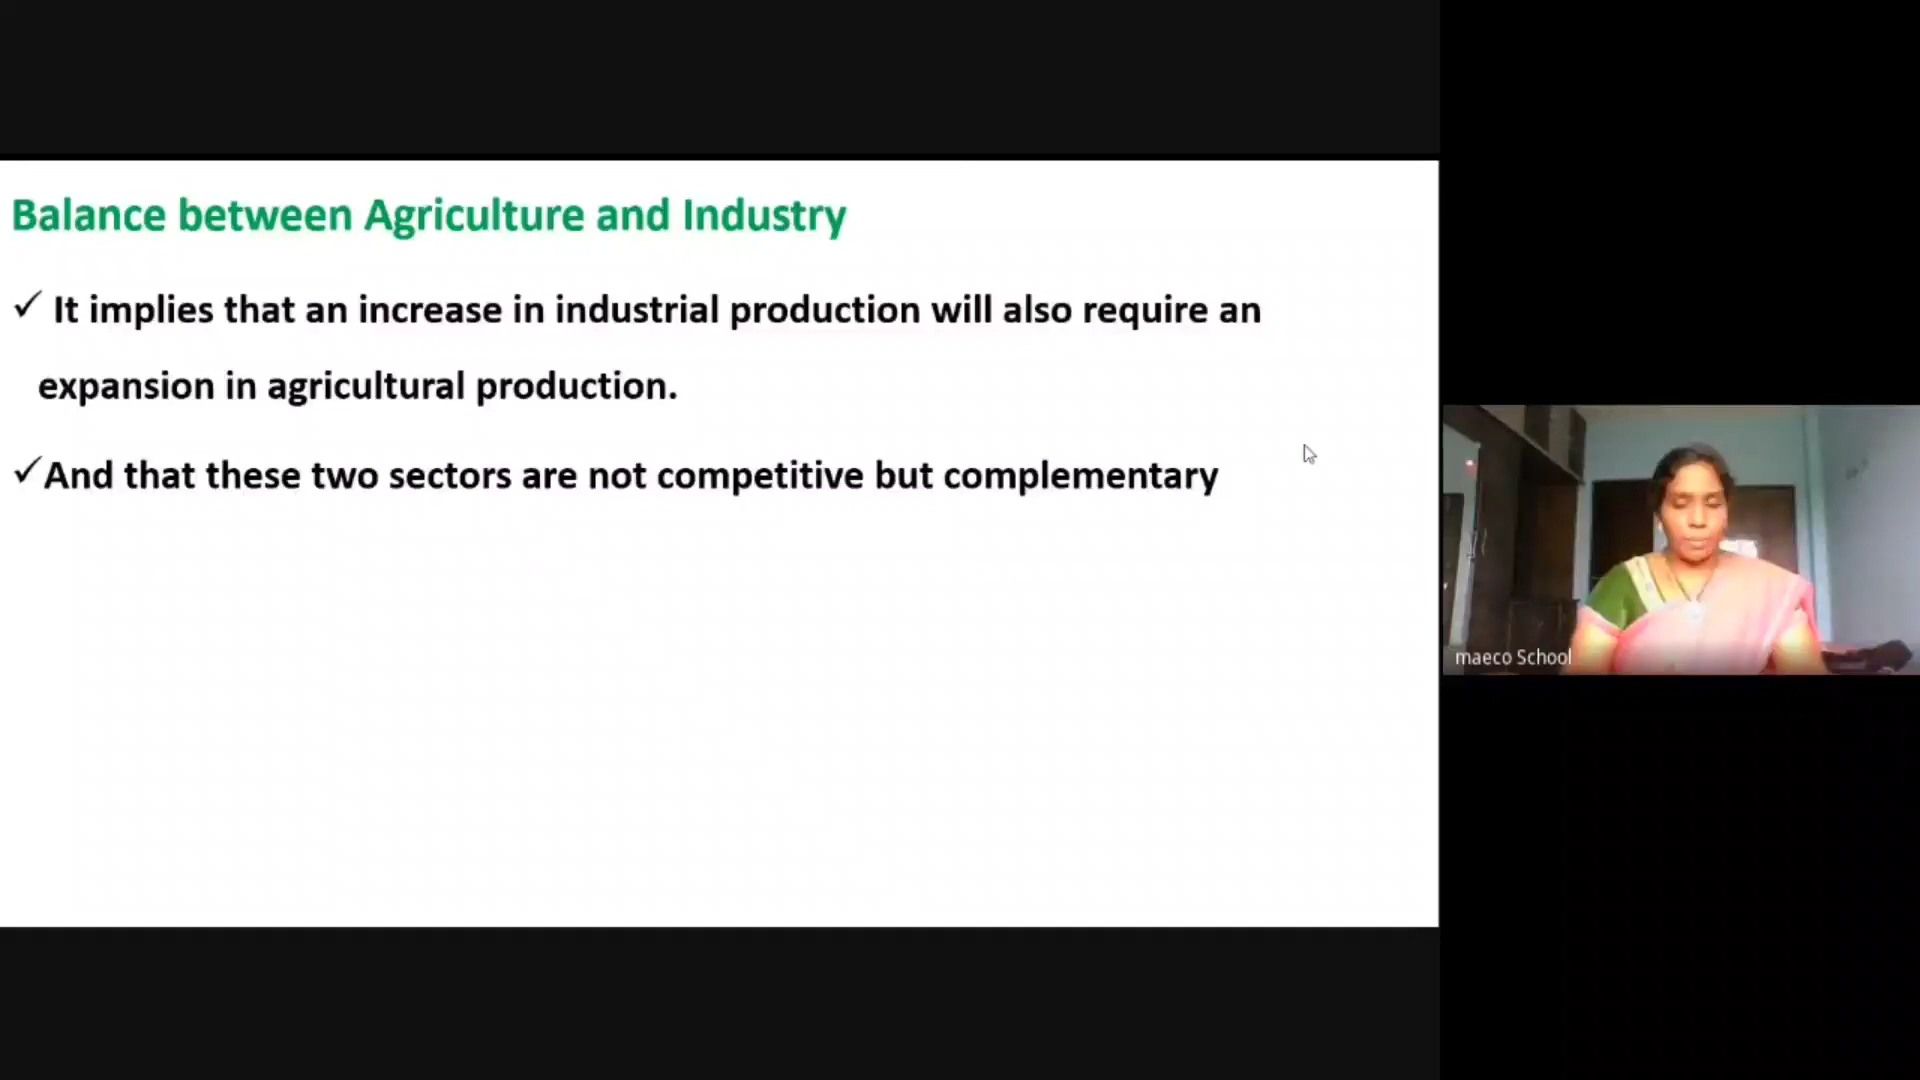 Balance between Agriculture and Industry
✓ It implies that an increase in industrial production will also require an
expansion in agricultural production.
✓And that these two sectors are not competitive but complementary
maeco School